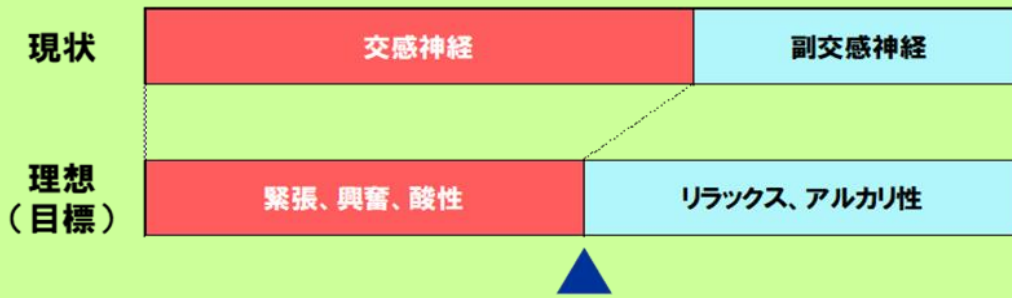 現状
交感神経
副交感神経
理想
（目標）
緊張、興奮、酸性
リラックス、アルカリ性